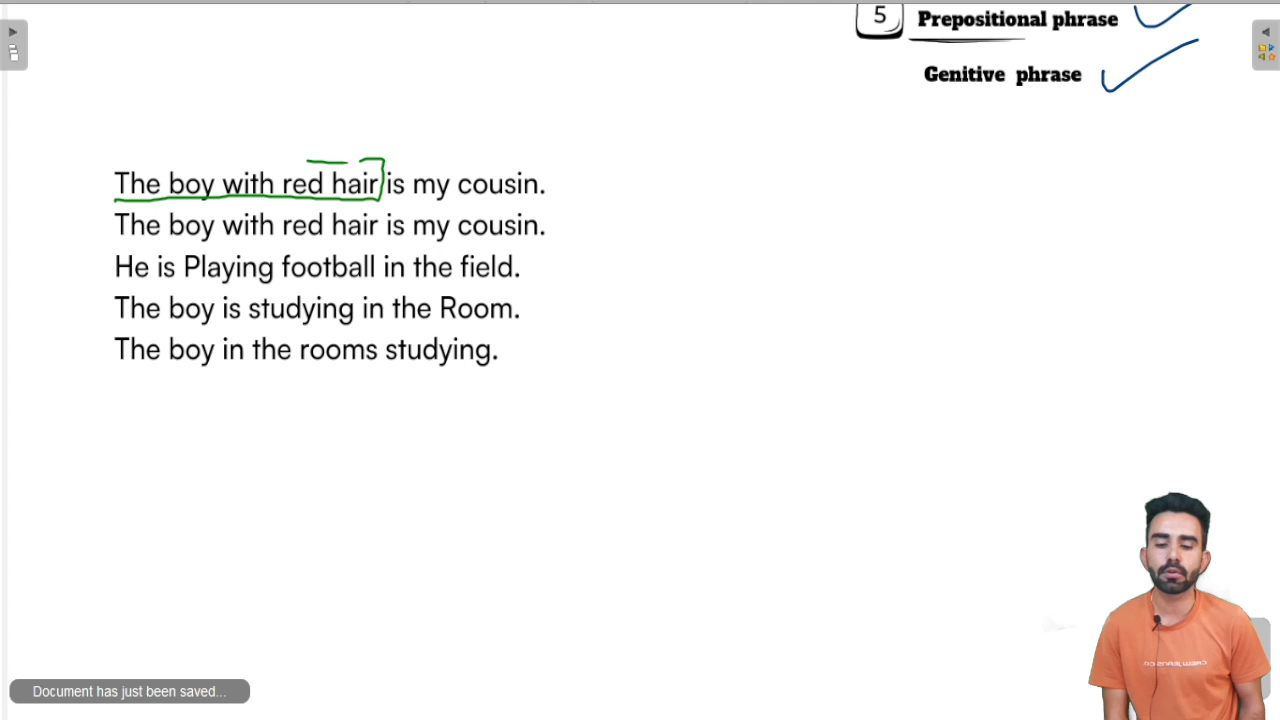 5 Prepositional phrase
Genitive phrase
The boy with red hair is my cousin.
The boy with red hair is my cousin.
He is Playing football in the field.
The boy is studying in the Room.
The boy in the rooms studying.
Document has just been saved...